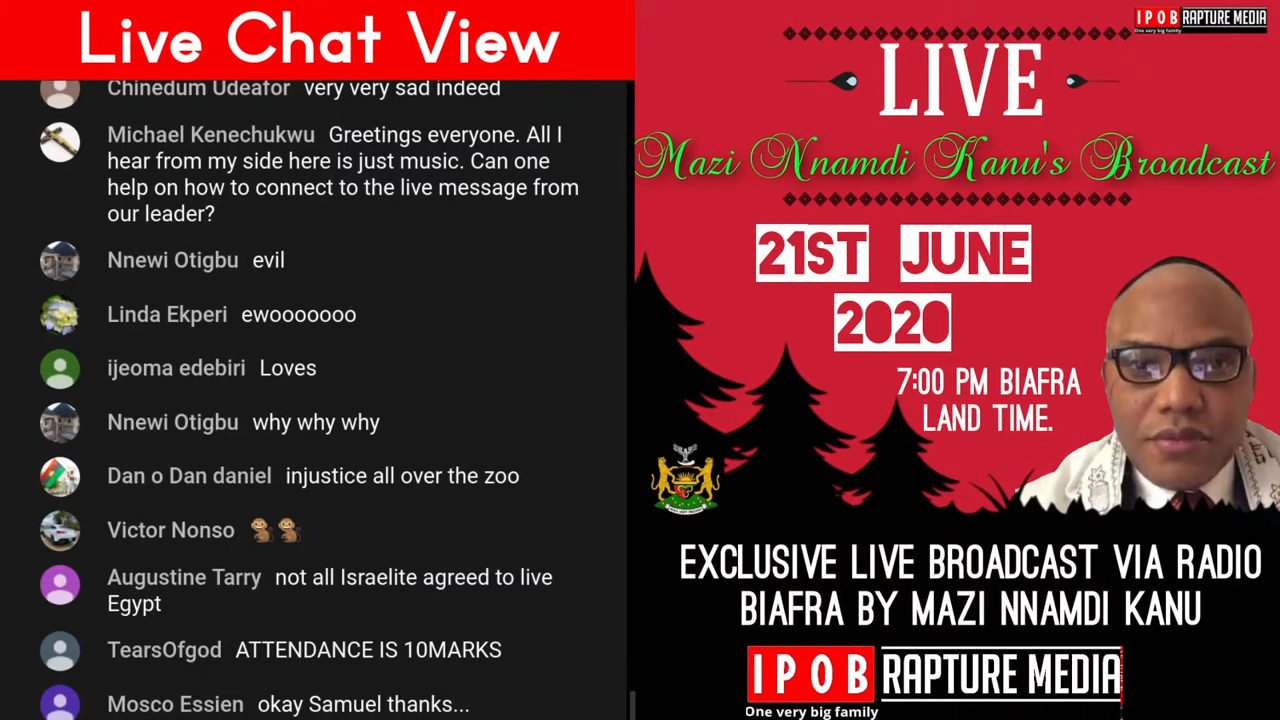 Live Chat View
Chinedum Udeafor very very sad indeed
Michael Kenechukwu Greetings everyone. All I
hear from my side here is just music. Can one
help on how to connect to the live message from
our leader?
Nnewi Otigbu evil
Linda Ekperi ewooooooo
ijeoma edebiri Loves
Nnewi Otigbu why why why
Dan o Dan daniel injustice all over the zoo
Victor Nonso 🐒🐒
Augustine Tarry not all Israelite agreed to live
Egypt
TearsOfgod ATTENDANCE IS 10MARKS
Mosco Essien okay Samuel thanks...
IPOB RAPTURE MEDIA
One very big family
LIVE
Mazi Nnamdi Kanu's Broadcast
21ST JUNE
2020
7:00 PM BIAFRA
LAND TIME.
EXCLUSIVE LIVE BROADCAST VIA RADIO
BIAFRA BY MAZI NNAMDI KANU
IPOB RAPTURE MEDIA
One very big family